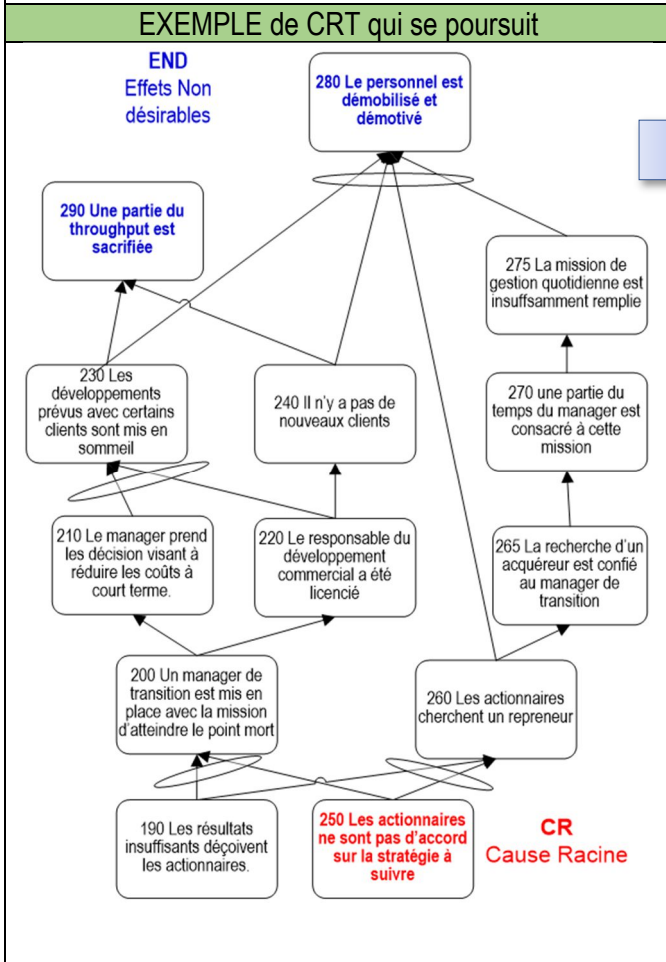 EXEMPLE de CRT qui se poursuit
END
Effets Non
désirables
280 Le personnel est
démobilisé et
démotivé
290 Une partie du
throughput est
sacrifiée
275 La mission de
gestion quotidienne est
insuffsamment remplie
230 Les
développements
prévus avec certains
clients sont mis en
sommeil
240 Il n'y a pas de
nouveaux clients
270 une partie du
temps du manager est
consacré à cette
mission
210 Le manager prend
les décision visant à
réduire les coûts à
court terme.
220 Le responsable du
développement
commercial a été
licencié
265 La recherche d'un
acquéreur est confié
au manager de
transition
200 Un manager de
transition est mis en
place avec la mission
d'atteindre le point mort
260 Les actionnaires
cherchent un repreneur
190 Les résultats
insuffisants déçoivent
les actionnaires.
250 Les actionnaires
ne sont pas d'accord
sur la stratégie à
suivre
CR
Cause Racine